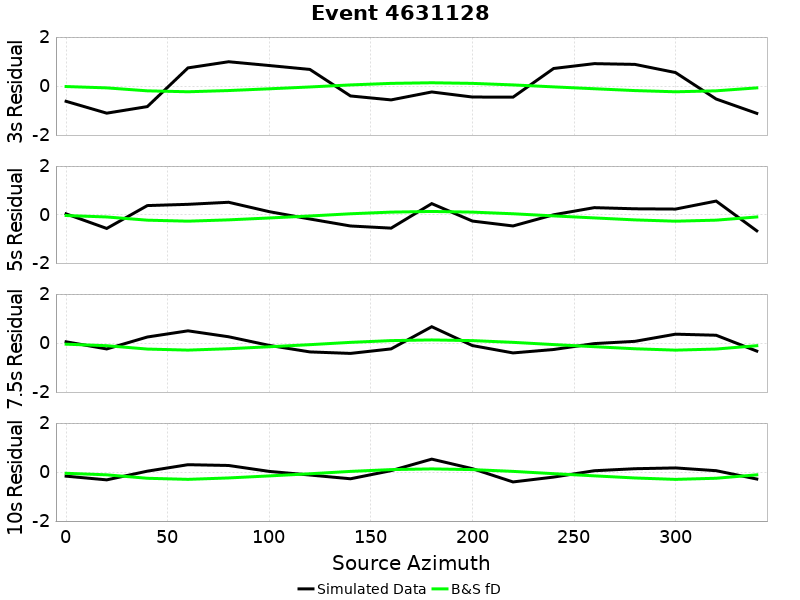 Event 4631128
3s Residual
2
0
-2
5s Residual
2
0
-2
7.5s Residual
2
0
-2
10s Residual
2
0
-2
0 50 100 150 200 250 300
Source Azimuth
Simulated Data B&S fD